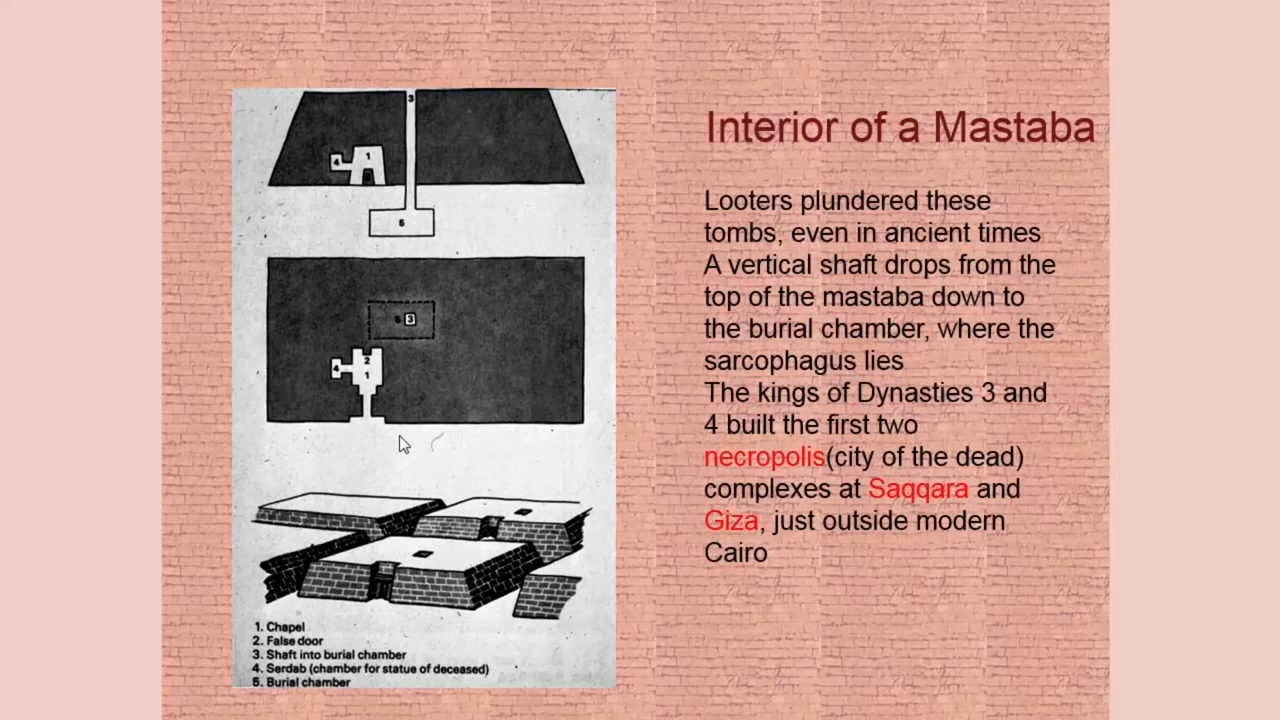 Interior of a Mastaba
Looters plundered these
tombs, even in ancient times
A vertical shaft drops from the
top of the mastaba down to
the burial chamber, where the
sarcophagus lies
The kings of Dynasties 3 and
4 built the first two
necropolis(city of the dead)
complexes at Saqqara and
Giza, just outside modern
Cairo
3
4 1
5
5 3
2
4
1
1. Chapel
2. False door
3. Shaft into burial chamber
4. Serdab (chamber for statue of deceased)
5. Burial chamber